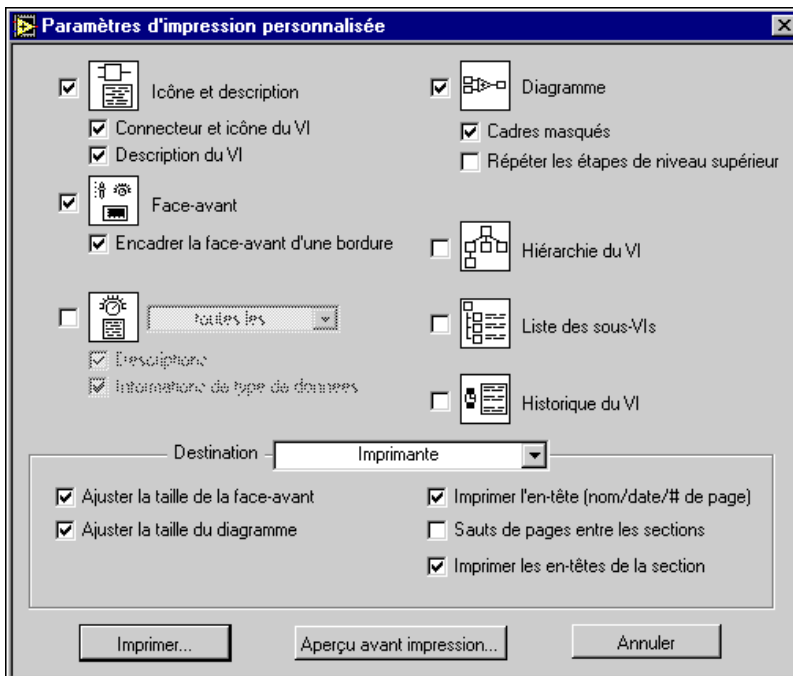 Paramètres d'impression personnalisée
Icône et description
Connecteur et icône du VI
Description du VI
Face-avant
Encadrer la face-avant d'une bordure
toutes les
Descriptions
Informations de type de données
Diagramme
Cadres masqués
Répéter les étapes de niveau supérieur
Hiérarchie du VI
Liste des sous-VIs
Historique du VI
Destination
Imprimante
Ajuster la taille de la face-avant
Ajuster la taille du diagramme
Imprimer l'en-tête (nom/date/# de page)
Sauts de pages entre les sections
Imprimer les en-têtes de la section
Imprimer...
Aperçu avant impression...
Annuler